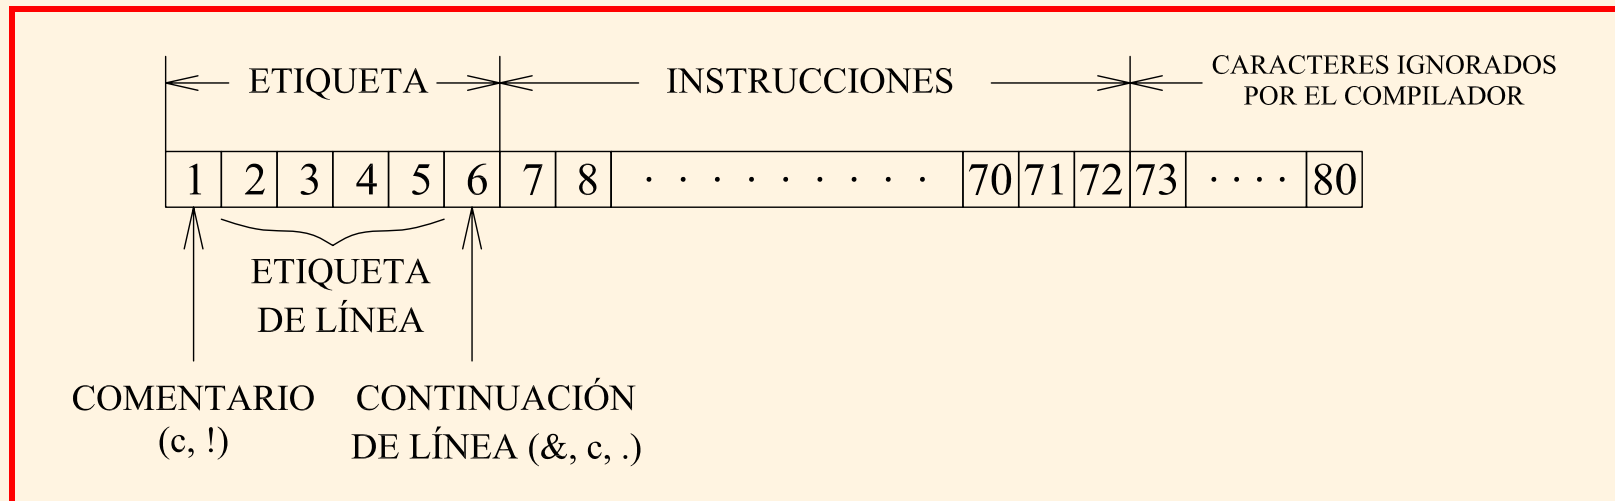 ETIQUETA
INSTRUCCIONES
CARACTERES IGNORADOS
POR EL COMPILADOR
1 2 3 4 5 6 7 8 . . . . . . . . . 70 71 72 73 . . . . 80
ETIQUETA
DE LÍNEA
COMENTARIO
(c, !)
CONTINUACIÓN
DE LÍNEA (&, c, .)